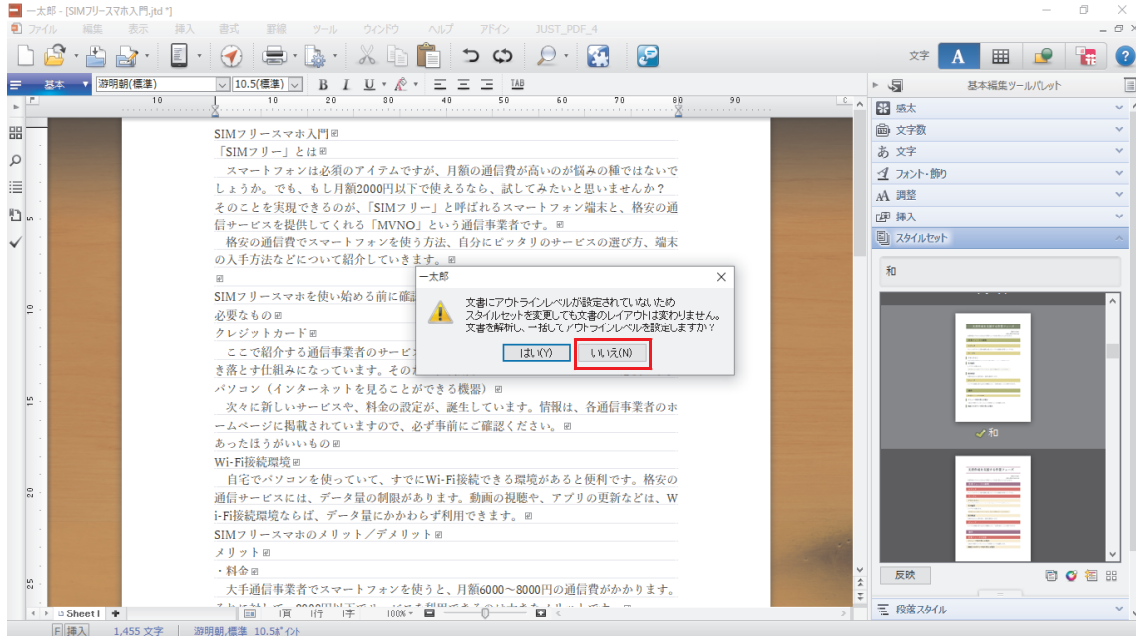 一太郎 - [SIMフリースマホ入門.jtd *]
ファイル 編集 表示 挿入 書式 罫線 ツール ウィンドウ ヘルプ アドイン JUST_PDF_4
文字 A
基本 游明朝(標準) 10.5(標準) B I U TAB
基本編集ツールパレット
10 10 20 30 40 50 60 70 80 90
感太
文字数
あ 文字
フォント・飾り
AA 調整
挿入
スタイルセット
和
和
反映
段落スタイル
SIMフリースマホ入門
「SIMフリー」とは
スマートフォンは必須のアイテムですが、月額の通信費が高いのが悩みの種ではないで
しょうか。でも、もし月額2000円以下で使えるなら、試してみたいと思いませんか？
そのことを実現できるのが、「SIMフリー」と呼ばれるスマートフォン端末と、格安の通
信サービスを提供してくれる「MVNO」という通信事業者です。
格安の通信費でスマートフォンを使う方法、自分にピッタリのサービスの選び方、端末
の入手方法などについて紹介していきます。
SIMフリースマホを使い始める前に確認
必要なもの
クレジットカード
ここで紹介する通信事業者のサービ
き落とす仕組みになっています。その
パソコン（インターネットを見ることができる機器）
次々に新しいサービスや、料金の設定が、誕生しています。情報は、各通信事業者のホ
ームページに掲載されていますので、必ず事前にご確認ください。
あったほうがいいもの
Wi-Fi接続環境
自宅でパソコンを使っていて、すでにWi-Fi接続できる環境があると便利です。格安の
通信サービスには、データ量の制限があります。動画の視聴や、アプリの更新などは、W
i-Fi接続環境ならば、データ量にかかわらず利用できます。
SIMフリースマホのメリット／デメリット
メリット
・料金
大手通信事業者でスマートフォンを使うと、月額6000～8000円の通信費がかかります。
一太郎
文書にアウトラインレベルが設定されていないため
スタイルセットを変更しても文書のレイアウトは変わりません。
文書を解析し、一括してアウトラインレベルを設定しますか？
はい(Y) いいえ(N)
5
10
15
20
25
Sheet1 1頁 1行 1字 100%
挿入 1,455 文字 游明朝,標準 10.5ポイント